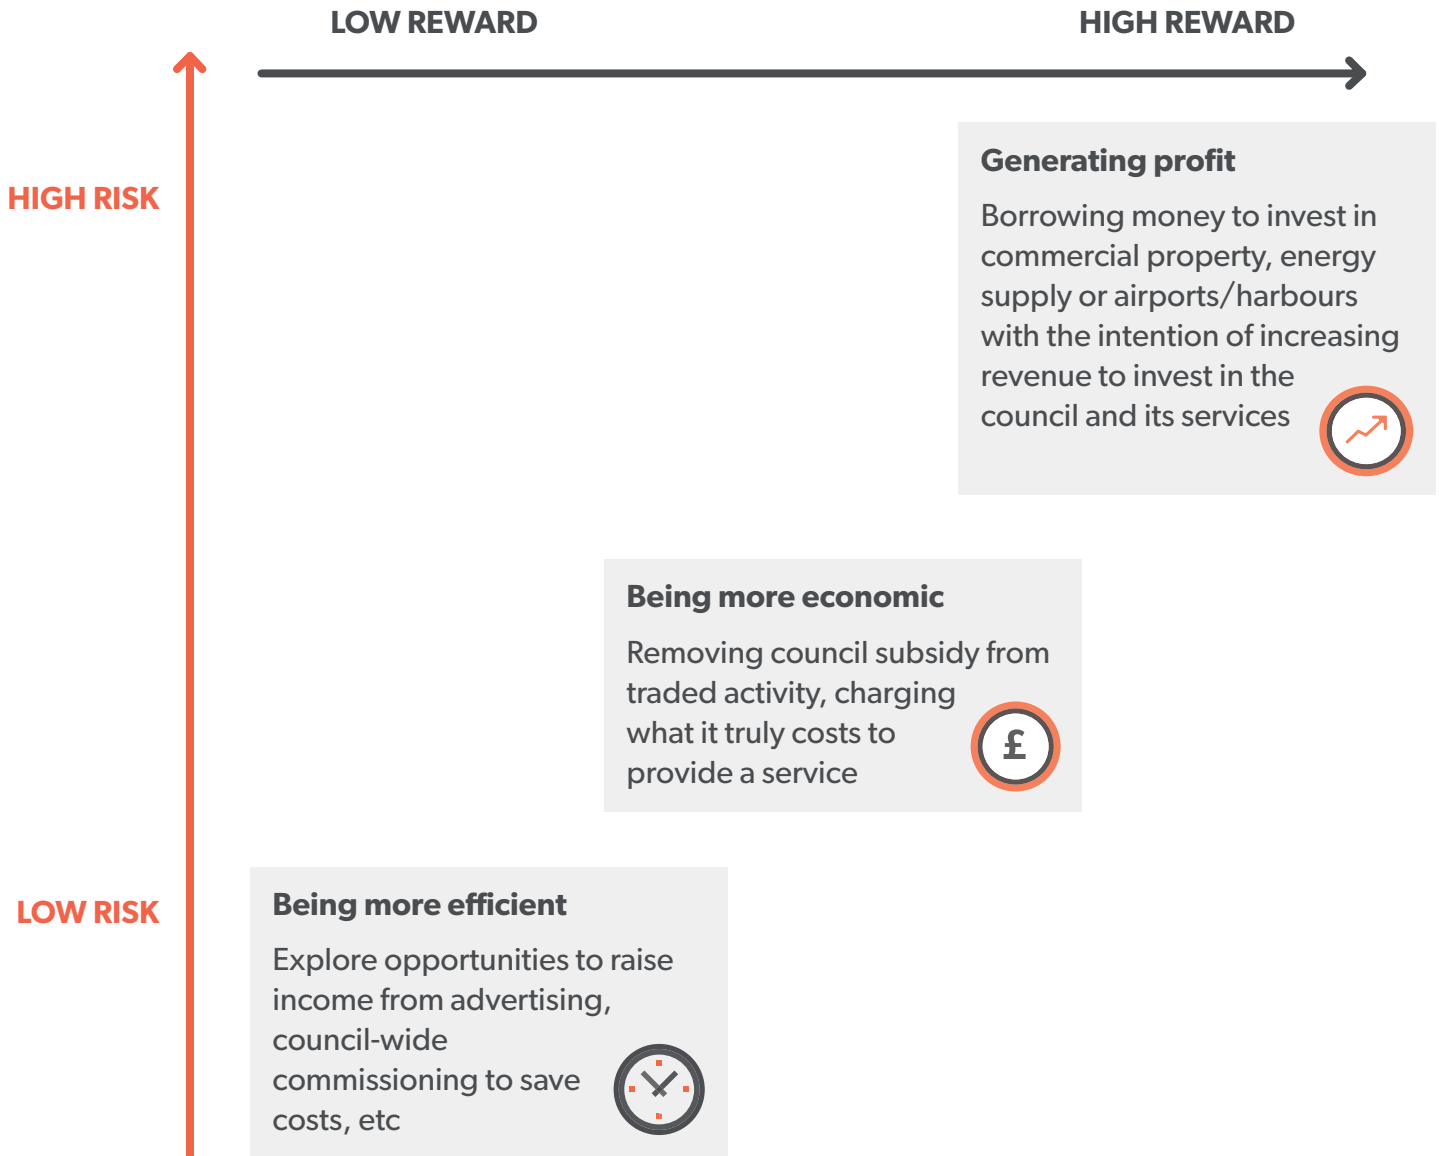 LOW REWARD
HIGH REWARD
HIGH RISK
Generating profit
Borrowing money to invest in
commercial property, energy
supply or airports/harbours
with the intention of increasing
revenue to invest in the
council and its services
Being more economic
Removing council subsidy from
traded activity, charging
what it truly costs to
provide a service
£
LOW RISK
Being more efficient
Explore opportunities to raise
income from advertising,
council-wide
commissioning to save
costs, etc